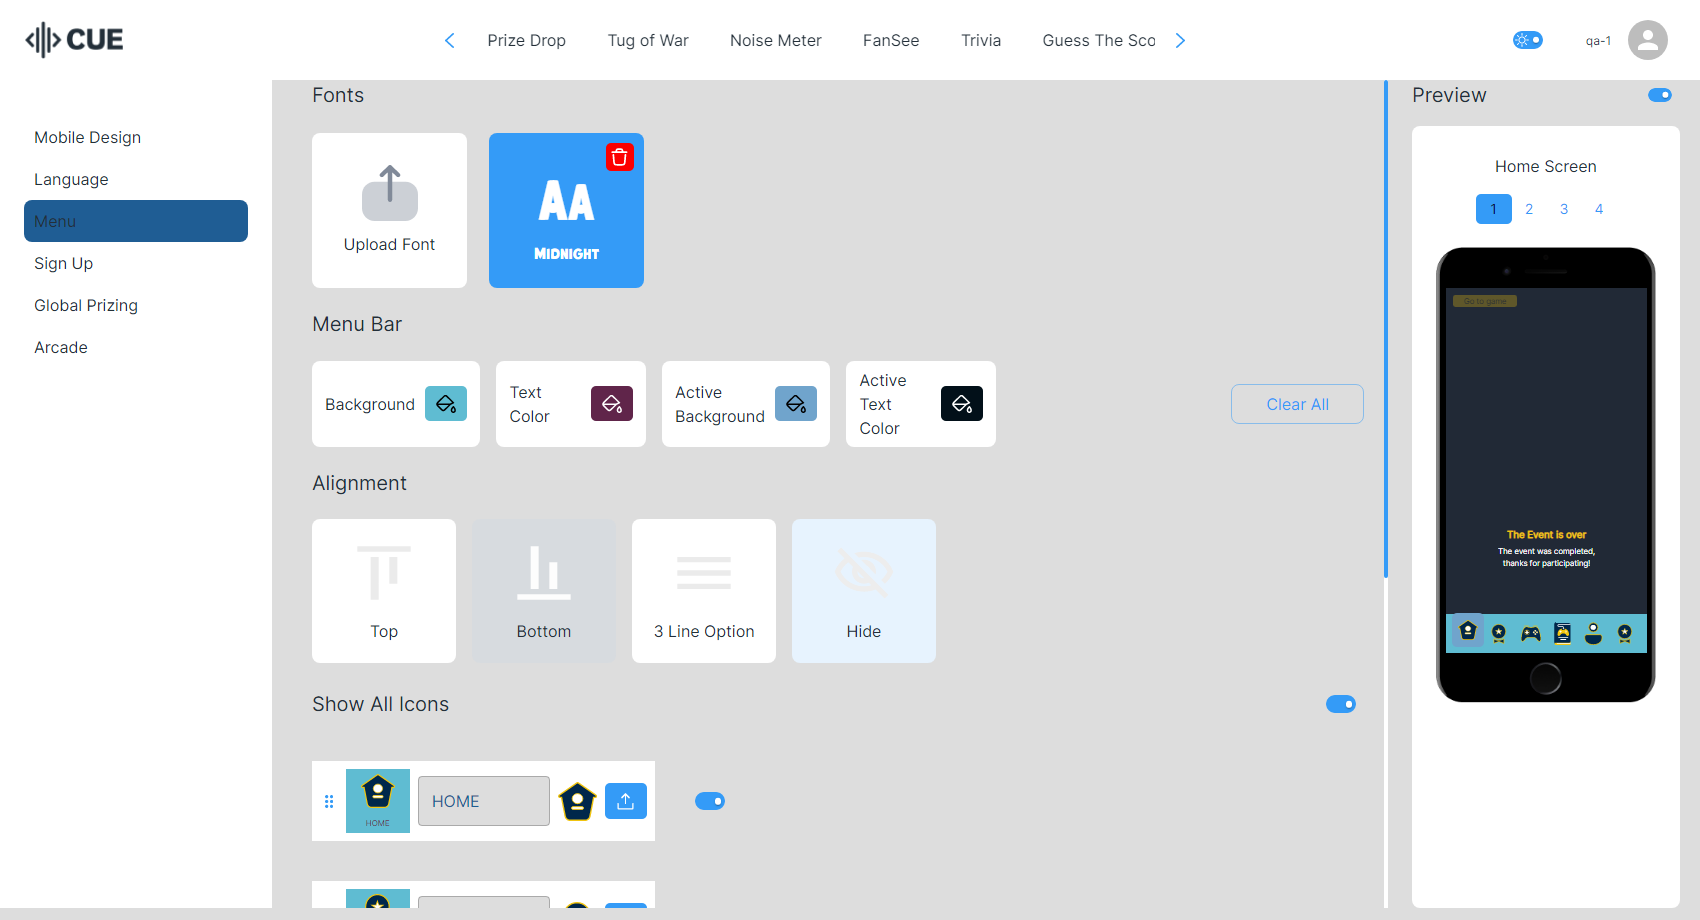 CUE
Prize Drop
Tug of War
Noise Meter
FanSee
Trivia
Guess The Sco
qa-1
Mobile Design
Language
Menu
Sign Up
Global Prizing
Arcade
Fonts
Upload Font
AA
MIDNIGHT
Menu Bar
Background
Text
Color
Active
Background
Active
Text
Color
Clear All
Alignment
Top
Bottom
3 Line Option
Hide
Show All Icons
HOME
HOME
Preview
Home Screen
1 2 3 4
Go to game
The Event is over
The event was completed,
thanks for participating!